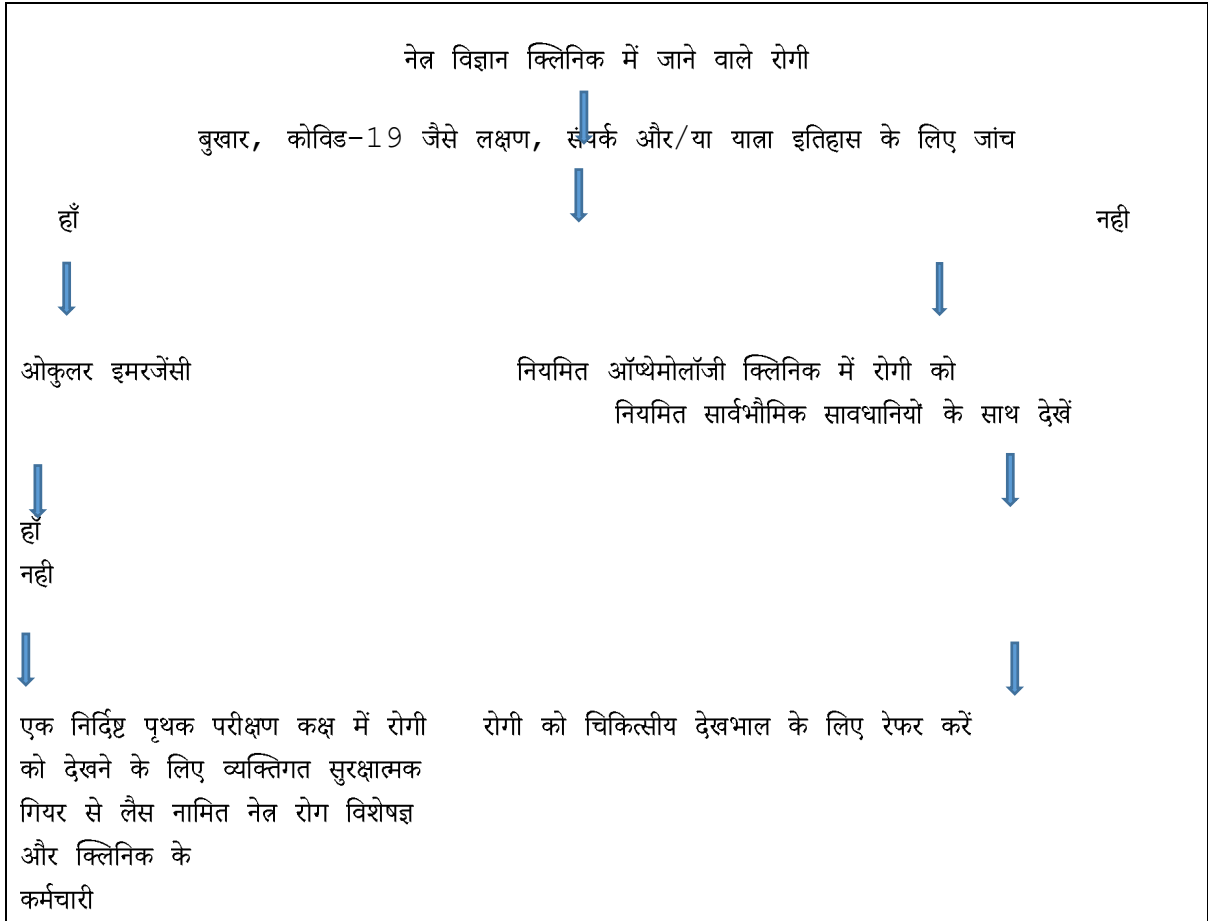 नेत्र विज्ञान क्लिनिक में जाने वाले रोगी
बुखार, कोविड-19 जैसे लक्षण, संपर्क और/या यात्रा इतिहास के लिए जांच
हाँ नही
ओकुलर इमरजेंसी नियमित ऑप्थेमोलॉजी क्लिनिक में रोगी को
नियमित सार्वभौमिक सावधानियों के साथ देखें
हाँ
नही
एक निर्दिष्ट पृथक परीक्षण कक्ष में रोगी रोगी को चिकित्सीय देखभाल के लिए रेफर करें
को देखने के लिए व्यक्तिगत सुरक्षात्मक
गियर से लैस नामित नेत्र रोग विशेषज्ञ
और क्लिनिक के
कर्मचारी